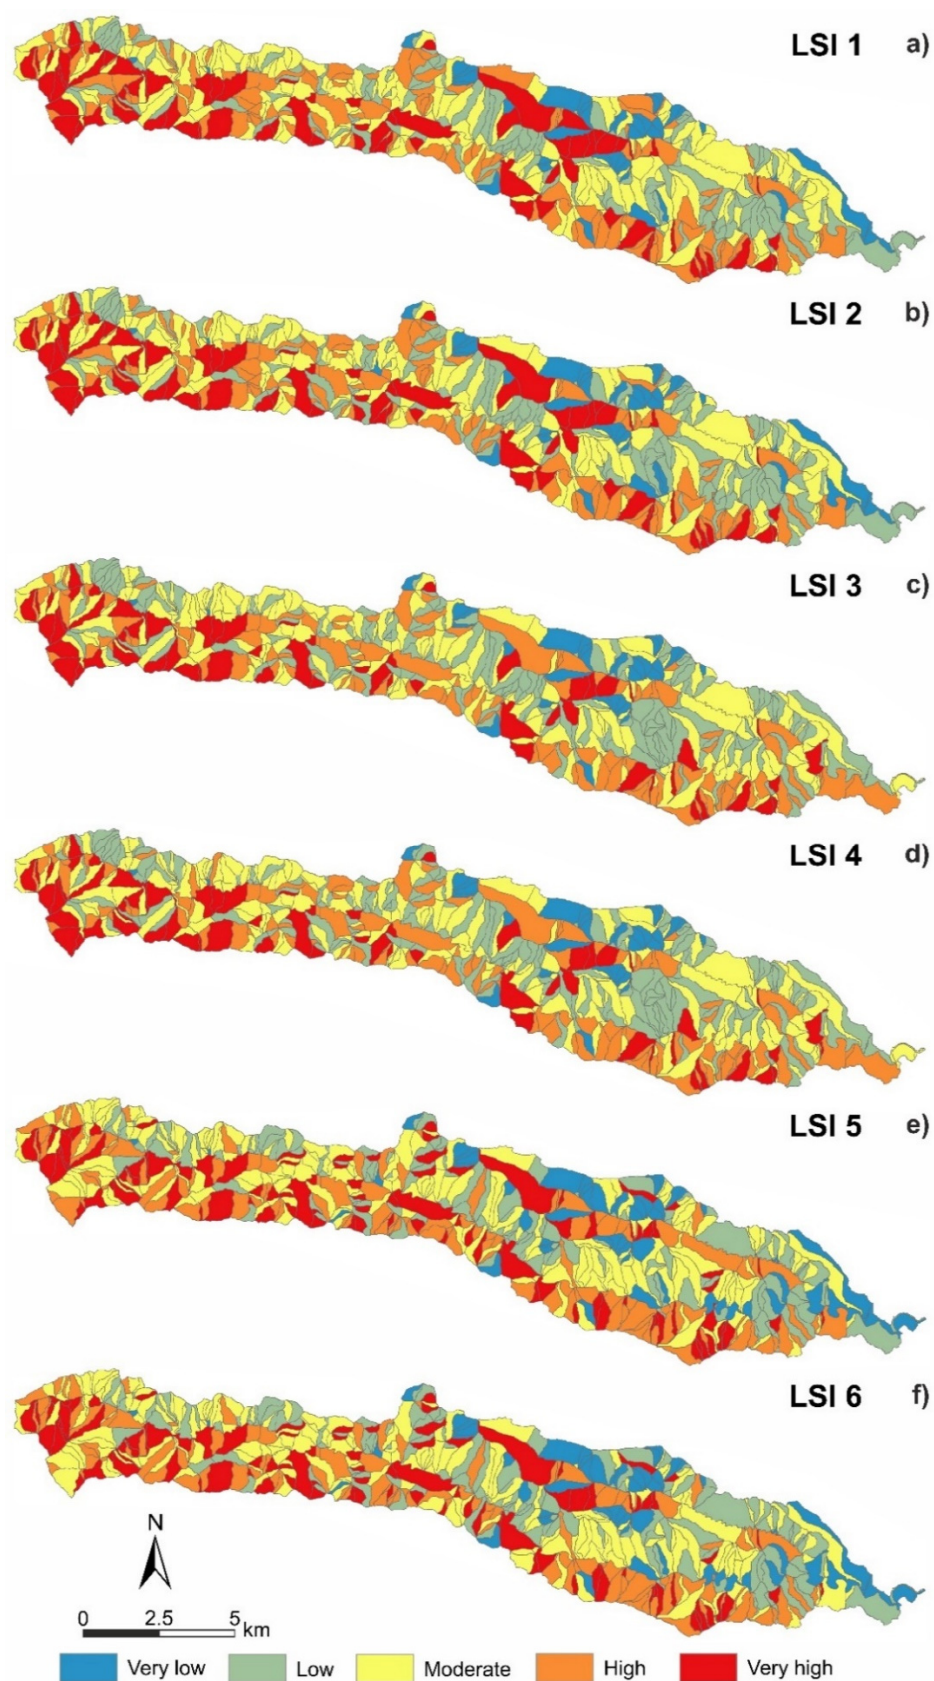 LSI 1 a)
LSI 2 b)
LSI 3 c)
LSI 4 d)
LSI 5 e)
LSI 6 f)
N
0 2.5 5
km
Very low Low Moderate High Very high